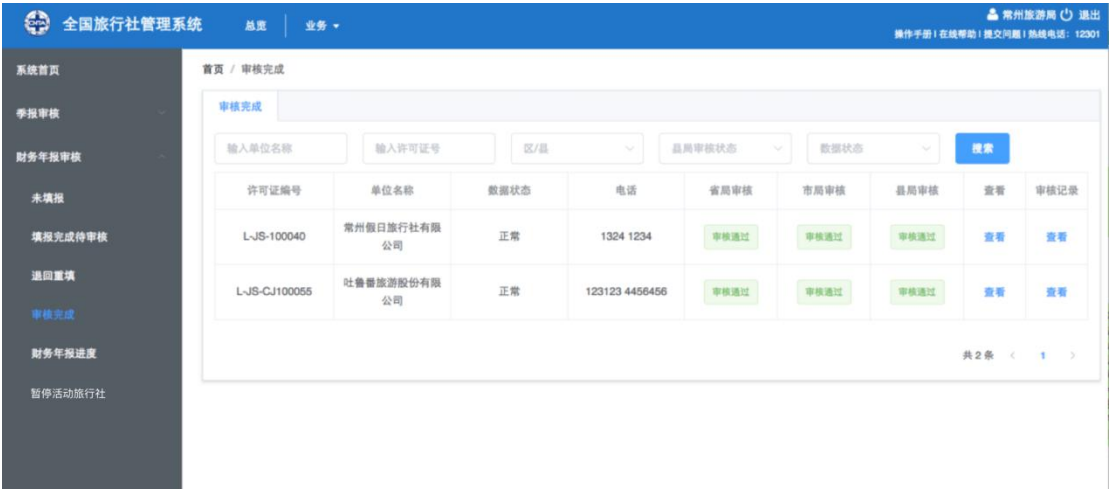 CNTA 全国旅行社管理系统 总览 业务
常州旅游局 退出
操作手册 | 在线帮助 | 提交问题 | 热线电话：12301
系统首页
季报审核
财务年报审核
未填报
填报完成待审核
退回重填
审核完成
财务年报进度
暂停活动旅行社
首页 / 审核完成
审核完成
输入单位名称 输入许可证号 区/县 县局审核状态 数据状态 搜索
许可证编号 单位名称 数据状态 电话 省局审核 市局审核 县局审核 查看 审核记录
L-JS-100040 常州假日旅行社有限公司 正常 1324 1234 审核通过 审核通过 审核通过 查看 查看
L-JS-CJ100055 吐鲁番旅游股份有限公司 正常 123123 4456456 审核通过 审核通过 审核通过 查看 查看
共 2 条 < 1 >